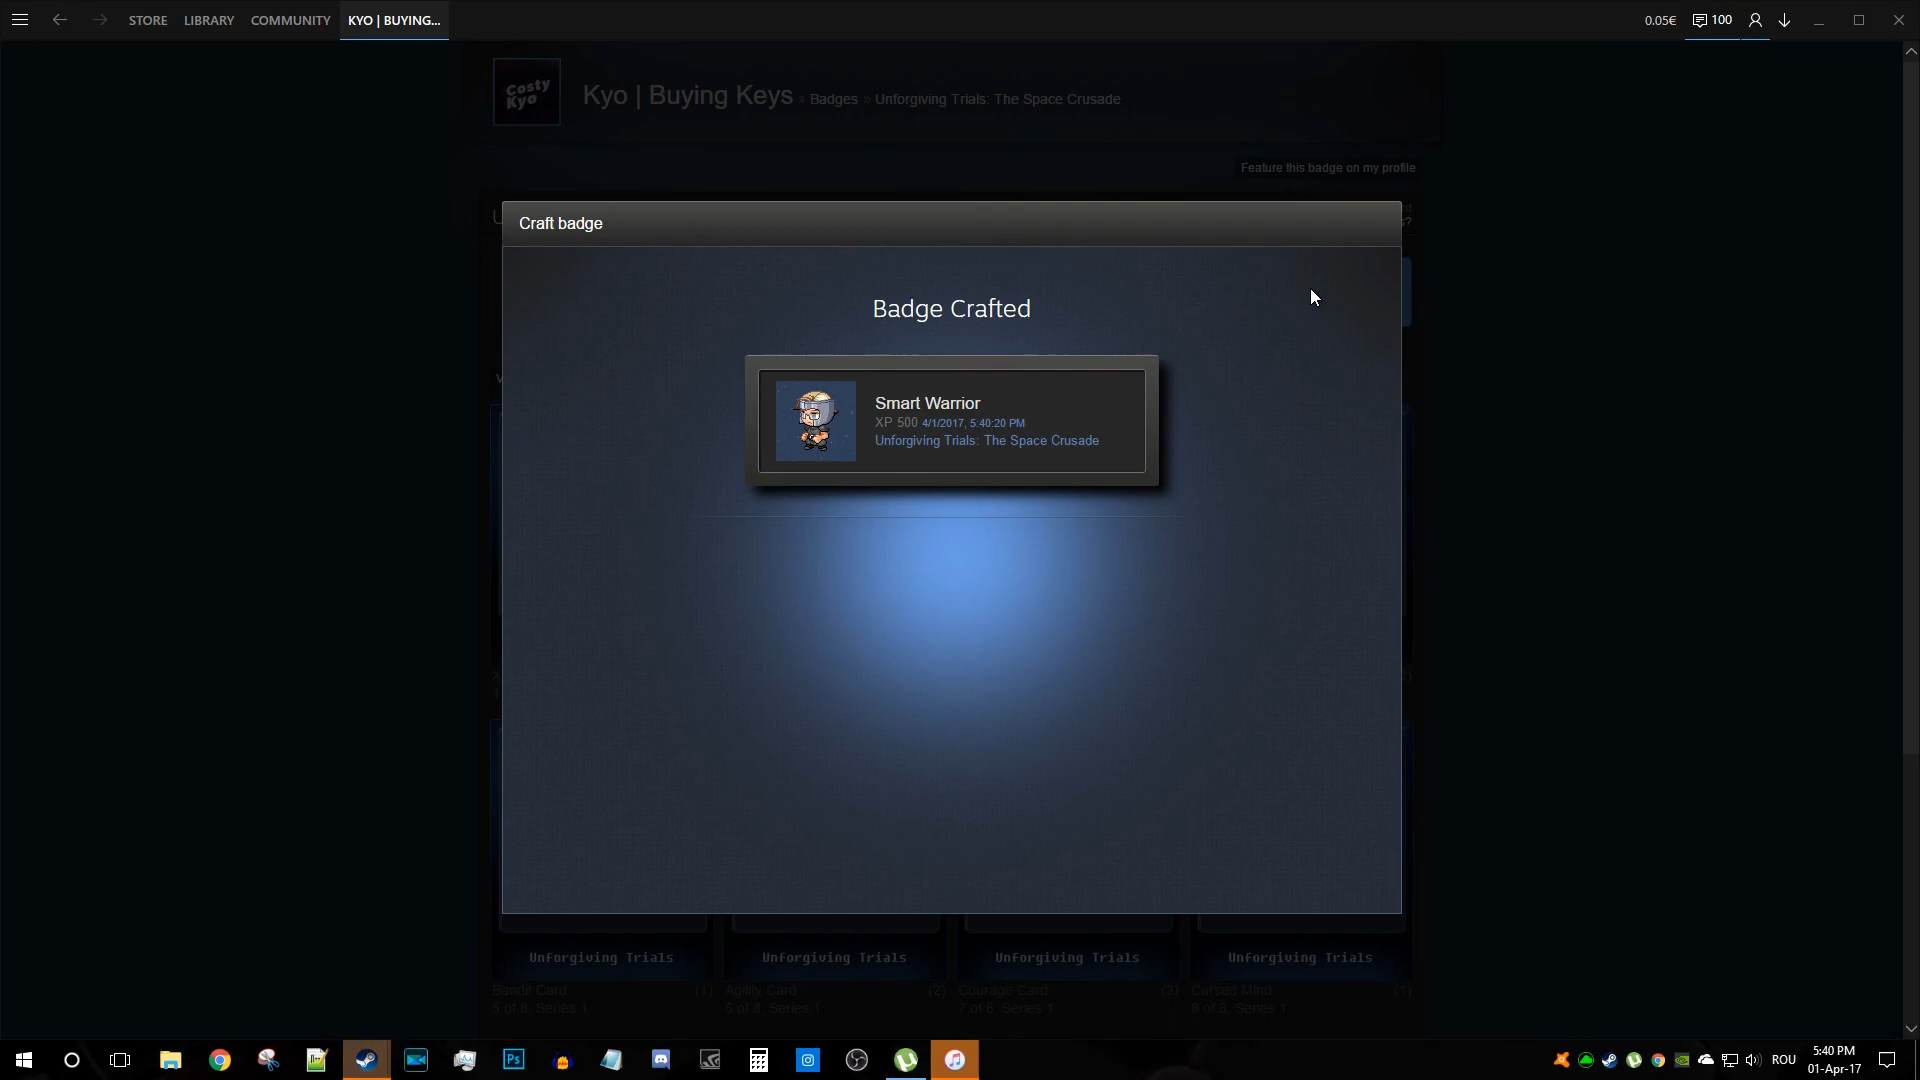 STORE LIBRARY COMMUNITY KYO | BUYING... 0.05€ 100
Costy
Kyo
Kyo | Buying Keys » Badges » Unforgiving Trials: The Space Crusade
Feature this badge on my profile
Craft badge
Badge Crafted
Smart Warrior
XP 500 4/1/2017, 5:40:20 PM
Unforgiving Trials: The Space Crusade
Unforgiving Trials Unforgiving Trials Unforgiving Trials Unforgiving Trials
Bandit Card (1) Agility Card (2) Courage Card (2) Cursed Mind (1)
5 of 8, Series 1 6 of 8, Series 1 7 of 8, Series 1 8 of 8, Series 1
Ps ROU 5:40 PM
01-Apr-17